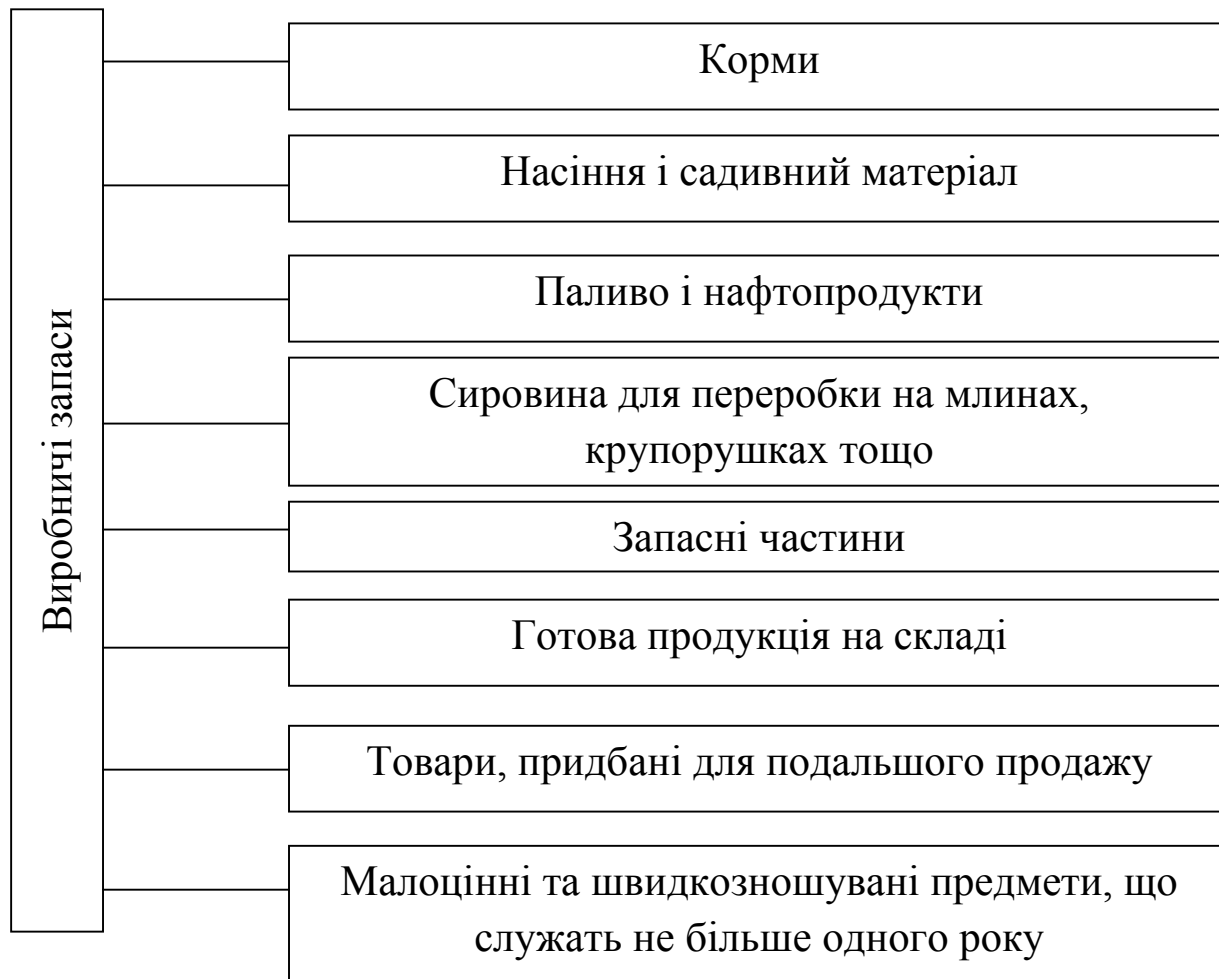 Виробничі запаси
Корми
Насіння і садивний матеріал
Паливо і нафтопродукти
Сировина для переробки на млинах,
крупорушках тощо
Запасні частини
Готова продукція на складі
Товари, придбані для подальшого продажу
Малоцінні та швидкозношувані предмети, що
служать не більше одного року